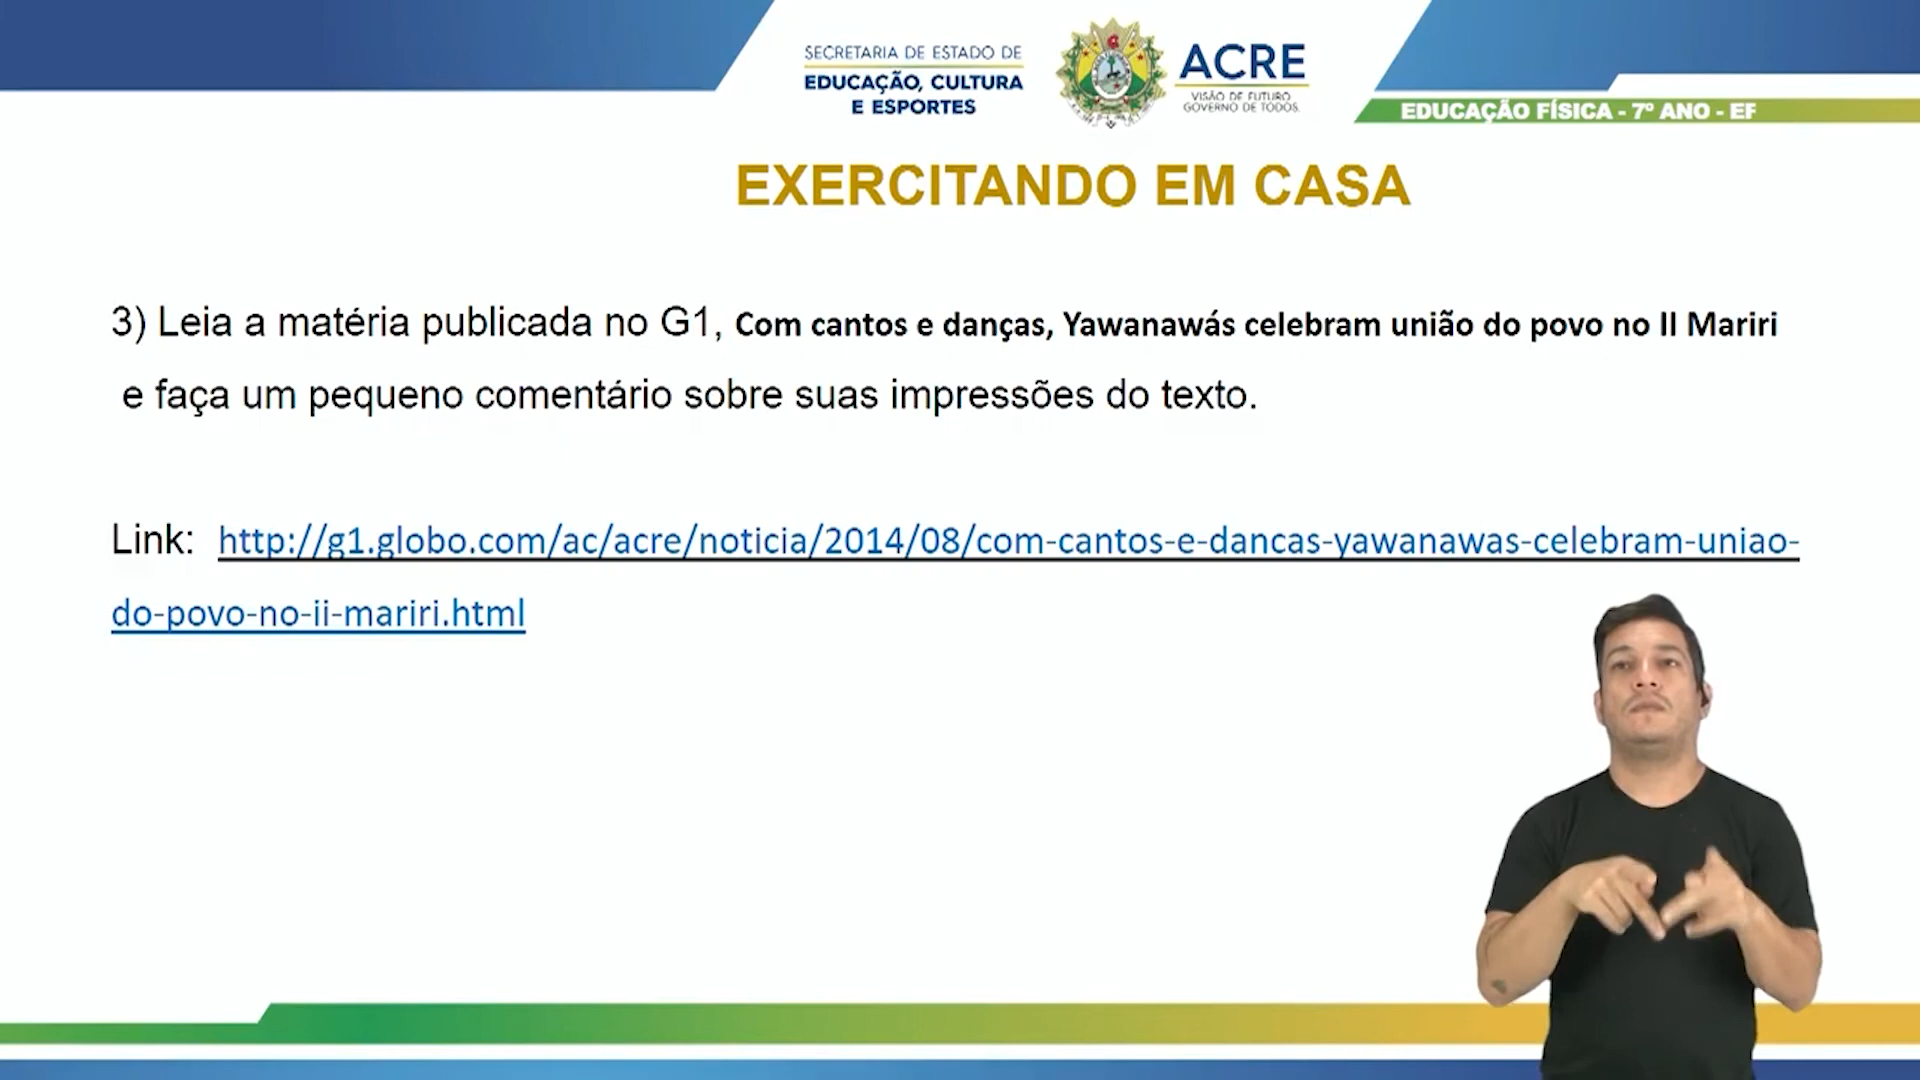 SECRETARIA DE ESTADO DE
EDUCAÇÃO, CULTURA
E ESPORTES
ACRE
VISÃO DE FUTURO
GOVERNO DE TODOS.
EDUCAÇÃO FÍSICA - 7º ANO - EF
EXERCITANDO EM CASA
3) Leia a matéria publicada no G1, Com cantos e danças, Yawanawás celebram união do povo no II Mariri
e faça um pequeno comentário sobre suas impressões do texto.
Link: http://g1.globo.com/ac/acre/noticia/2014/08/com-cantos-e-dancas-yawanawas-celebram-uniao-
do-povo-no-ii-mariri.html